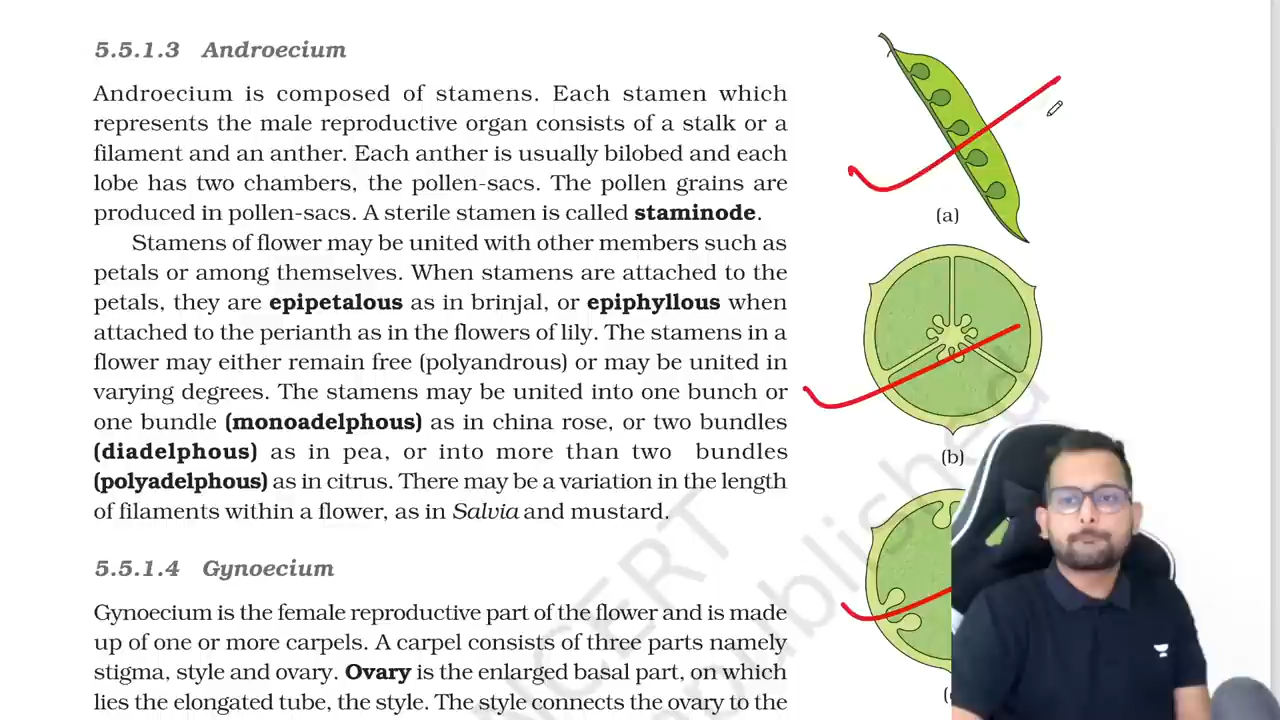 5.5.1.3 Androecium
Androecium is composed of stamens. Each stamen which
represents the male reproductive organ consists of a stalk or a
filament and an anther. Each anther is usually bilobed and each
lobe has two chambers, the pollen-sacs. The pollen grains are
produced in pollen-sacs. A sterile stamen is called staminode.
Stamens of flower may be united with other members such as
petals or among themselves. When stamens are attached to the
petals, they are epipetalous as in brinjal, or epiphyllous when
attached to the perianth as in the flowers of lily. The stamens in a
flower may either remain free (polyandrous) or may be united in
varying degrees. The stamens may be united into one bunch or
one bundle (monoadelphous) as in china rose, or two bundles
(diadelphous) as in pea, or into more than two bundles
(polyadelphous) as in citrus. There may be a variation in the length
of filaments within a flower, as in Salvia and mustard.
5.5.1.4 Gynoecium
Gynoecium is the female reproductive part of the flower and is made
up of one or more carpels. A carpel consists of three parts namely
stigma, style and ovary. Ovary is the enlarged basal part, on which
lies the elongated tube, the style. The style connects the ovary to the
(a)
(b)
NCERT
published